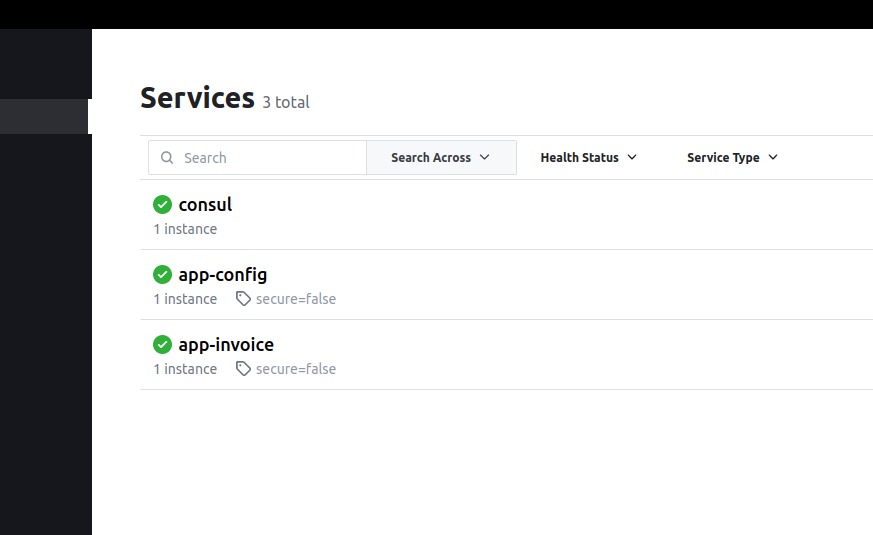 Services 3 total
Search Search Across Health Status Service Type
consul
1 instance
app-config
1 instance secure=false
app-invoice
1 instance secure=false